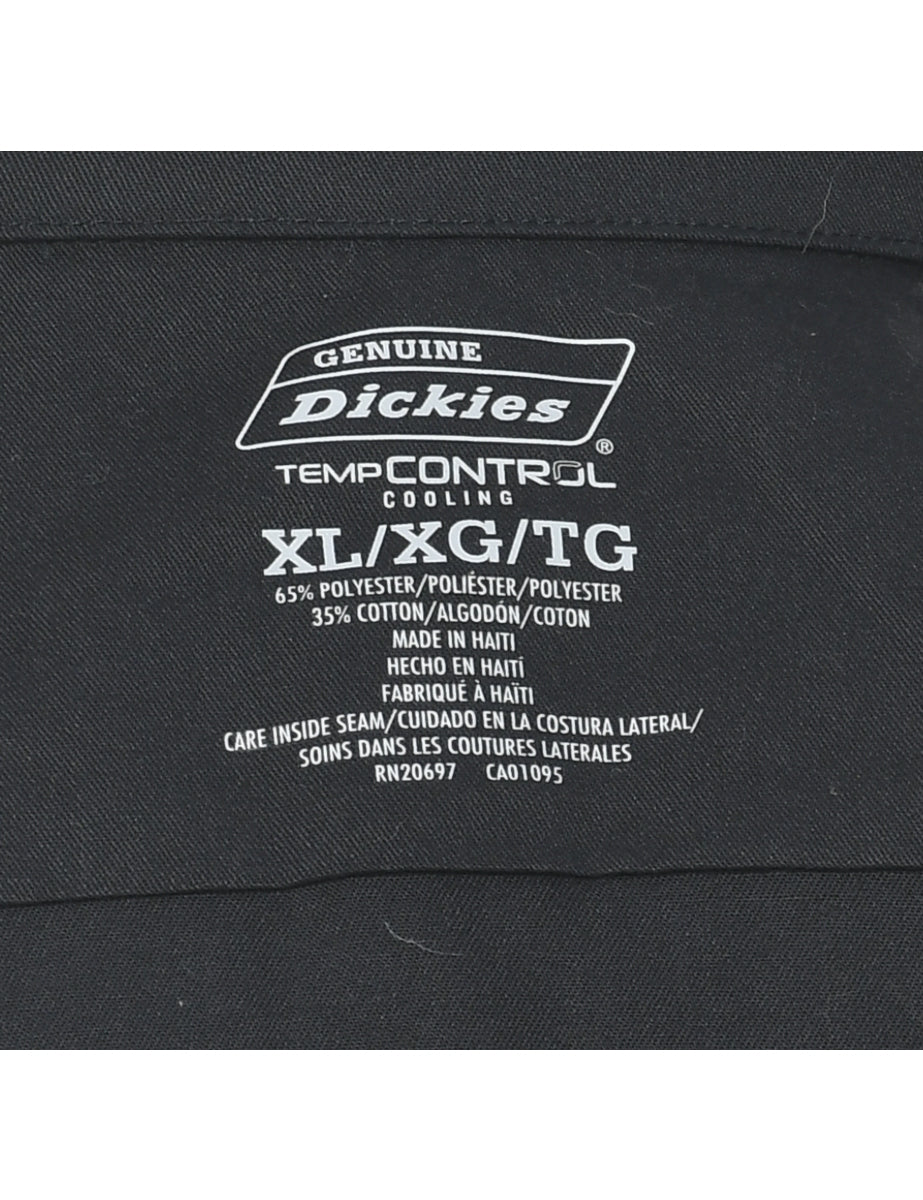 GENUINE
Dickies
®
TEMPCONTROL
COOLING
XL/XG/TG
65% POLYESTER/POLIÉSTER/POLYESTER
35% COTTON/ALGODÓN/COTON
MADE IN HAITI
HECHO EN HAITÍ
FABRIQUÉ À HAÏTI
CARE INSIDE SEAM/CUIDADO EN LA COSTURA LATERAL/
SOINS DANS LES COUTURES LATERALES
RN20697 CA01095